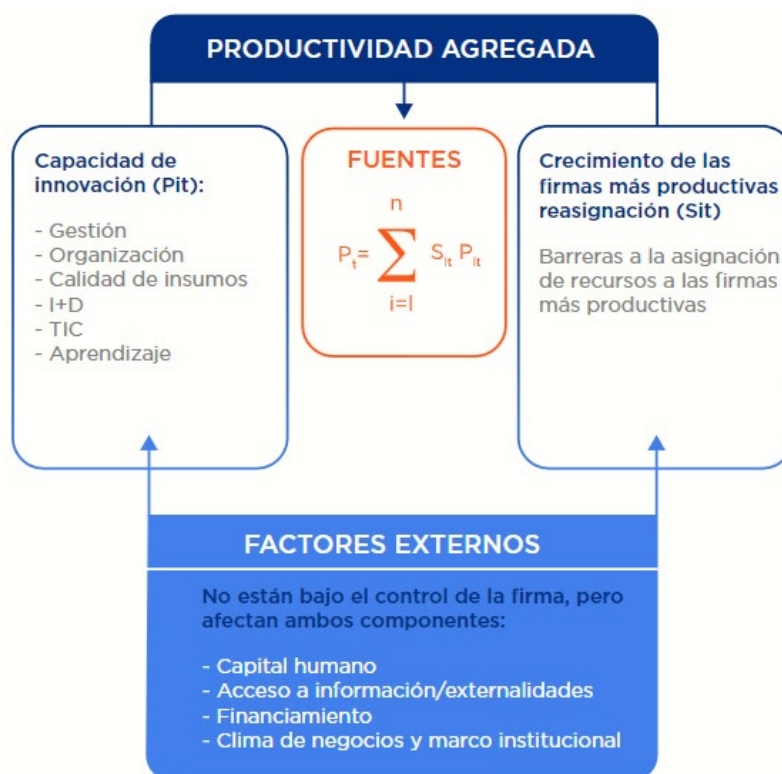 PRODUCTIVIDAD AGREGADA
Capacidad de
innovación (Pit):
- Gestión
- Organización
- Calidad de insumos
- I+D
- TIC
- Aprendizaje
FUENTES
n
Pₜ= ∑ Sₗₜ Pₗₜ
i=l
Crecimiento de las
firmas más productivas
reasignación (Sit)
Barreras a la asignación
de recursos a las firmas
más productivas
FACTORES EXTERNOS
No están bajo el control de la firma, pero
afectan ambos componentes:
- Capital humano
- Acceso a información/externalidades
- Financiamiento
- Clima de negocios y marco institucional